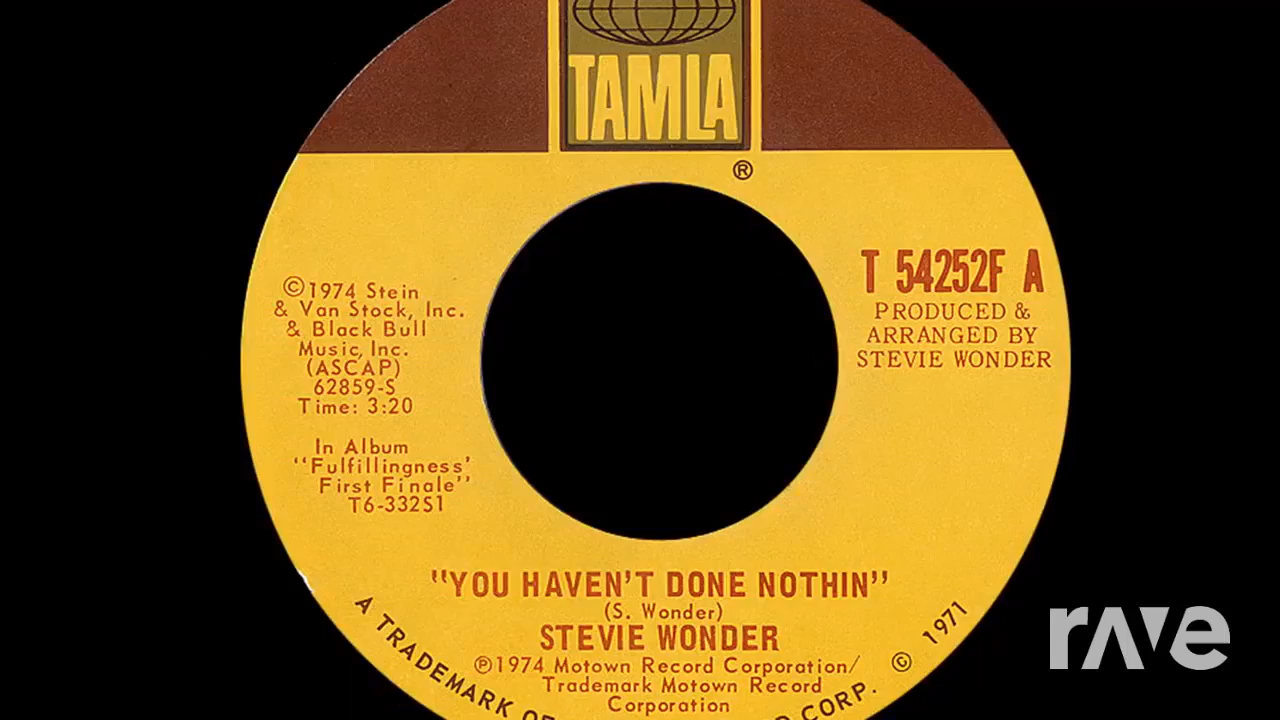 TAMLA
®
T 54252F A
PRODUCED &
ARRANGED BY
STEVIE WONDER
©1974 Stein
& Van Stock, Inc.
& Black Bull
Music, Inc.
(ASCAP)
62859-S
Time: 3:20
In Album
"Fulfillingness'
First Finale"
T6-332S1
"YOU HAVEN'T DONE NOTHIN"
(S. Wonder)
STEVIE WONDER
℗1974 Motown Record Corporation/
Trademark Motown Record
Corporation
A TRADEMARK OF CORP. © 1971
rave